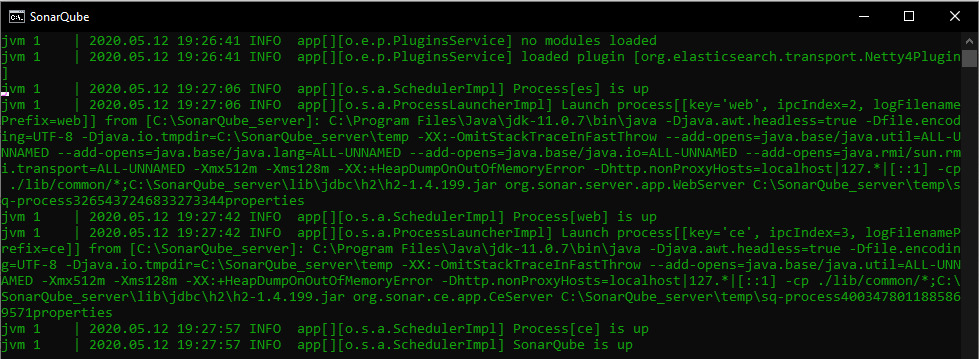 SonarQube
jvm 1    | 2020.05.12 19:26:41 INFO  app[][o.e.p.PluginsService] no modules loaded
jvm 1    | 2020.05.12 19:26:41 INFO  app[][o.e.p.PluginsService] loaded plugin [org.elasticsearch.transport.Netty4Plugin
]
jvm 1    | 2020.05.12 19:27:06 INFO  app[][o.s.a.SchedulerImpl] Process[es] is up
jvm 1    | 2020.05.12 19:27:06 INFO  app[][o.s.a.ProcessLauncherImpl] Launch process[[key='web', ipcIndex=2, logFilename
Prefix=web]] from [C:\SonarQube_server]: C:\Program Files\Java\jdk-11.0.7\bin\java -Djava.awt.headless=true -Dfile.encod
ing=UTF-8 -Djava.io.tmpdir=C:\SonarQube_server\temp -XX:-OmitStackTraceInFastThrow --add-opens=java.base/java.util=ALL-U
NNAMED --add-opens=java.base/java.lang=ALL-UNNAMED --add-opens=java.base/java.io=ALL-UNNAMED --add-opens=java.rmi/sun.rm
i.transport=ALL-UNNAMED -Xmx512m -Xms128m -XX:+HeapDumpOnOutOfMemoryError -Dhttp.nonProxyHosts=localhost|127.*|[::1] -cp
 ./lib/common/*;C:\SonarQube_server\lib\jdbc\h2\h2-1.4.199.jar org.sonar.server.app.WebServer C:\SonarQube_server\temp\s
q-process3265437246833273344properties
jvm 1    | 2020.05.12 19:27:42 INFO  app[][o.s.a.SchedulerImpl] Process[web] is up
jvm 1    | 2020.05.12 19:27:42 INFO  app[][o.s.a.ProcessLauncherImpl] Launch process[[key='ce', ipcIndex=3, logFilenameP
refix=ce]] from [C:\SonarQube_server]: C:\Program Files\Java\jdk-11.0.7\bin\java -Djava.awt.headless=true -Dfile.encodin
g=UTF-8 -Djava.io.tmpdir=C:\SonarQube_server\temp -XX:-OmitStackTraceInFastThrow --add-opens=java.base/java.util=ALL-UNN
AMED -Xmx512m -Xms128m -XX:+HeapDumpOnOutOfMemoryError -Dhttp.nonProxyHosts=localhost|127.*|[::1] -cp ./lib/common/*;C:\
SonarQube_server\lib\jdbc\h2\h2-1.4.199.jar org.sonar.ce.app.CeServer C:\SonarQube_server\temp\sq-process400347801188586
9571properties
jvm 1    | 2020.05.12 19:27:57 INFO  app[][o.s.a.SchedulerImpl] Process[ce] is up
jvm 1    | 2020.05.12 19:27:57 INFO  app[][o.s.a.SchedulerImpl] SonarQube is up